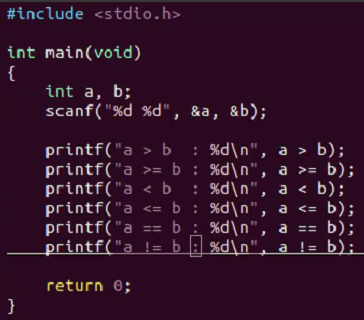 #include <stdio.h>

int main(void)
{
    int a, b;
    scanf("%d %d", &a, &b);

    printf("a > b  : %d\n", a > b);
    printf("a >= b : %d\n", a >= b);
    printf("a < b  : %d\n", a < b);
    printf("a <= b : %d\n", a <= b);
    printf("a == b : %d\n", a == b);
    printf("a != b : %d\n", a != b);

    return 0;
}